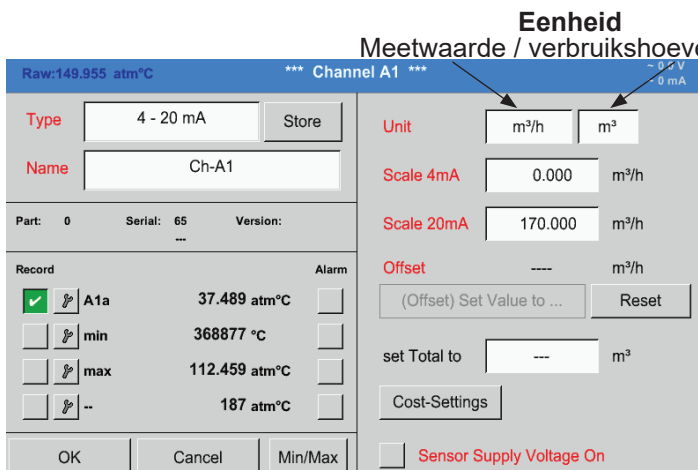 Eenheid
Meetwaarde / verbruikshoeve
Raw:149.955 atm°C *** Channel A1 *** ~ 0.0 V
0 mA
Type 4 - 20 mA Store
Name Ch-A1
Part: 0 Serial: 65 Version:
---
Record Alarm
A1a 37.489 atm°C
min 368877 °C
max 112.459 atm°C
-- 187 atm°C
OK Cancel Min/Max
Unit m³/h m³
Scale 4mA 0.000 m³/h
Scale 20mA 170.000 m³/h
Offset ---- m³/h
(Offset) Set Value to ... Reset
set Total to --- m³
Cost-Settings
Sensor Supply Voltage On